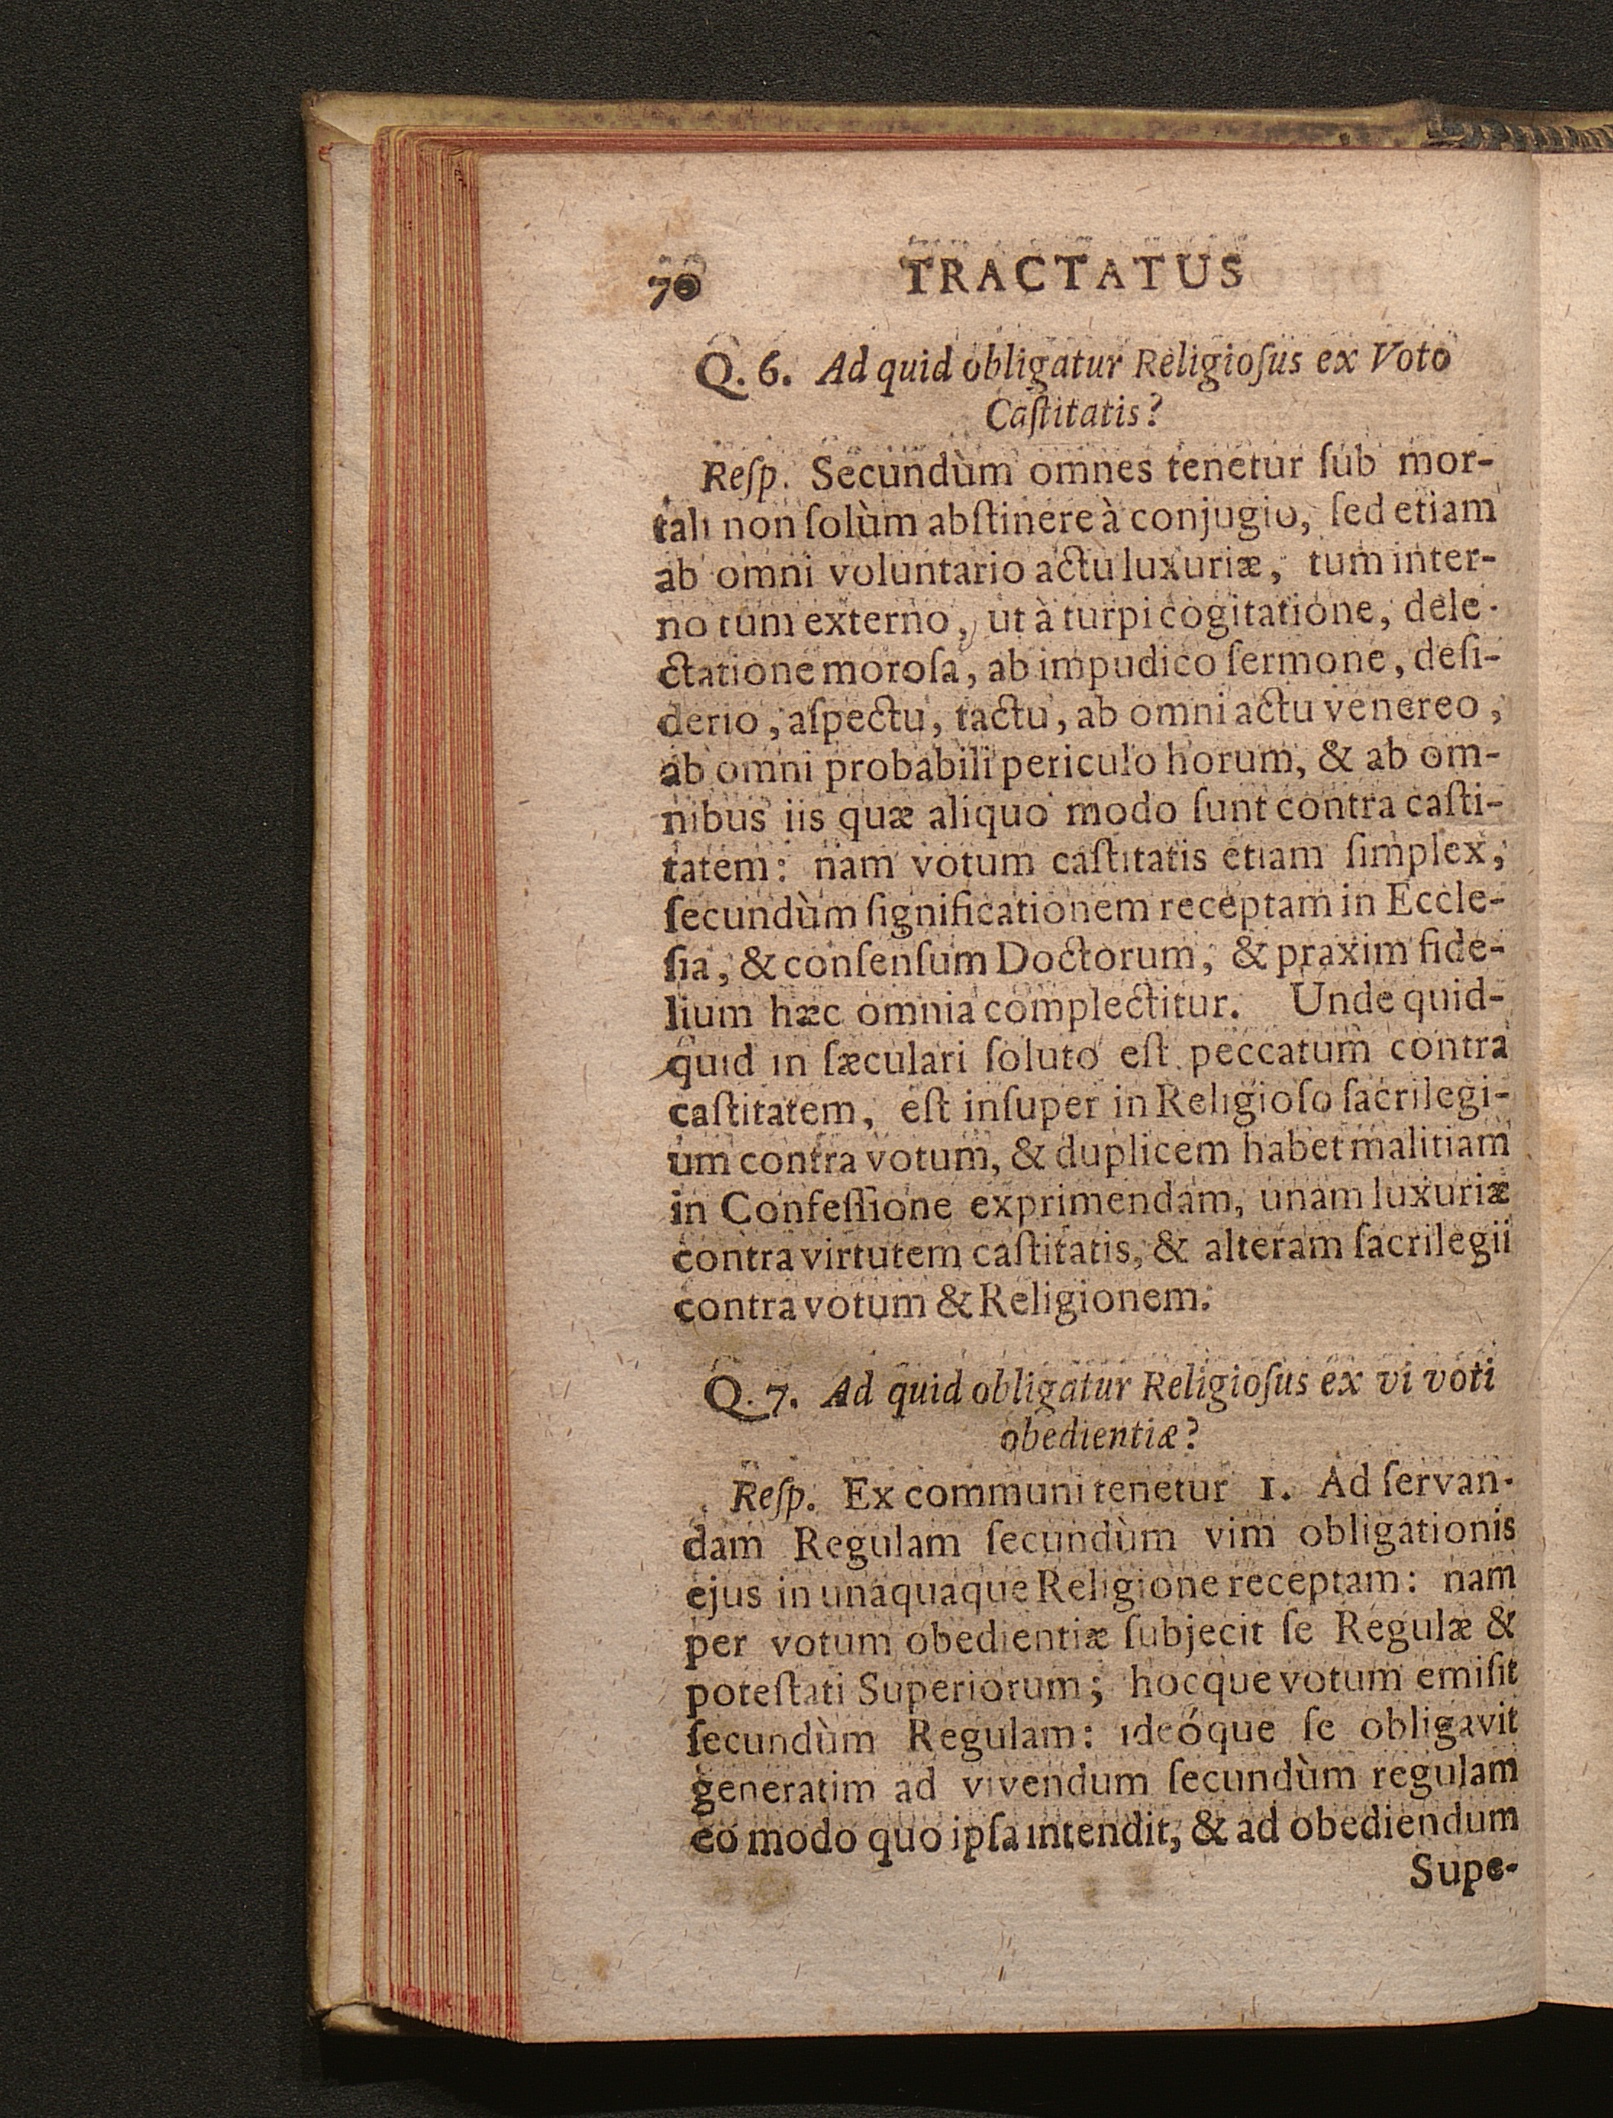 70 TRACTATUS
Q. 6. Ad quid obligatur Religioſus ex Voto
Caſtitatis?
Reſp. Secundùm omnes tenetur ſub mor-
tali non ſolùm abſtinere à conjugio, ſed etiam
ab omni voluntario actu luxuriæ, tum inter-
no tum externo, ut à turpi cogitatione, dele-
ctatione moroſa, ab impudico ſermone, deſi-
derio, aſpectu, tactu, ab omni actu venereo,
ab omni probabili periculo horum, & ab om-
nibus iis quæ aliquo modo ſunt contra caſti-
tatem: nam votum caſtitatis etiam ſimplex,
ſecundùm ſignificationem receptam in Eccle-
ſia, & conſenſum Doctorum, & praxim fide-
lium hæc omnia complectitur. Unde quid-
quid in ſæculari ſoluto eſt peccatum contra
caſtitatem, eſt inſuper in Religioſo ſacrilegi-
um contra votum, & duplicem habet malitiam
in Confeſſione exprimendam, unam luxuriæ
contra virtutem caſtitatis, & alteram ſacrilegii
contra votum & Religionem.
Q. 7. Ad quid obligatur Religioſus ex vi voti
obedientiæ?
Reſp. Ex communi tenetur 1. Ad ſervan-
dam Regulam ſecundùm vim obligationis
ejus in unaquaque Religione receptam: nam
per votum obedientiæ ſubjecit ſe Regulæ &
poteſtati Superiorum; hocque votum emiſit
ſecundùm Regulam: ideóque ſe obligavit
generatim ad vivendum ſecundùm regulam
eo modo quo ipſa intendit, & ad obediendum
Supe-